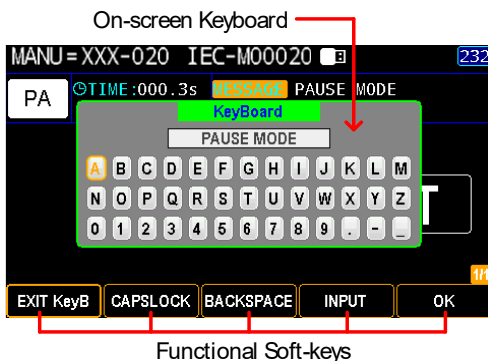 On-screen Keyboard
MANU=XXX-020 IEC-M00020 232
PA TIME:000.3s MESSAGE PAUSE MODE
KeyBoard
PAUSE MODE
A B C D E F G H I J K L M
N O P Q R S T U V W X Y Z
0 1 2 3 4 5 6 7 8 9 . - _
T
1/1
EXIT KeyB CAPSLOCK BACKSPACE INPUT OK
Functional Soft-keys